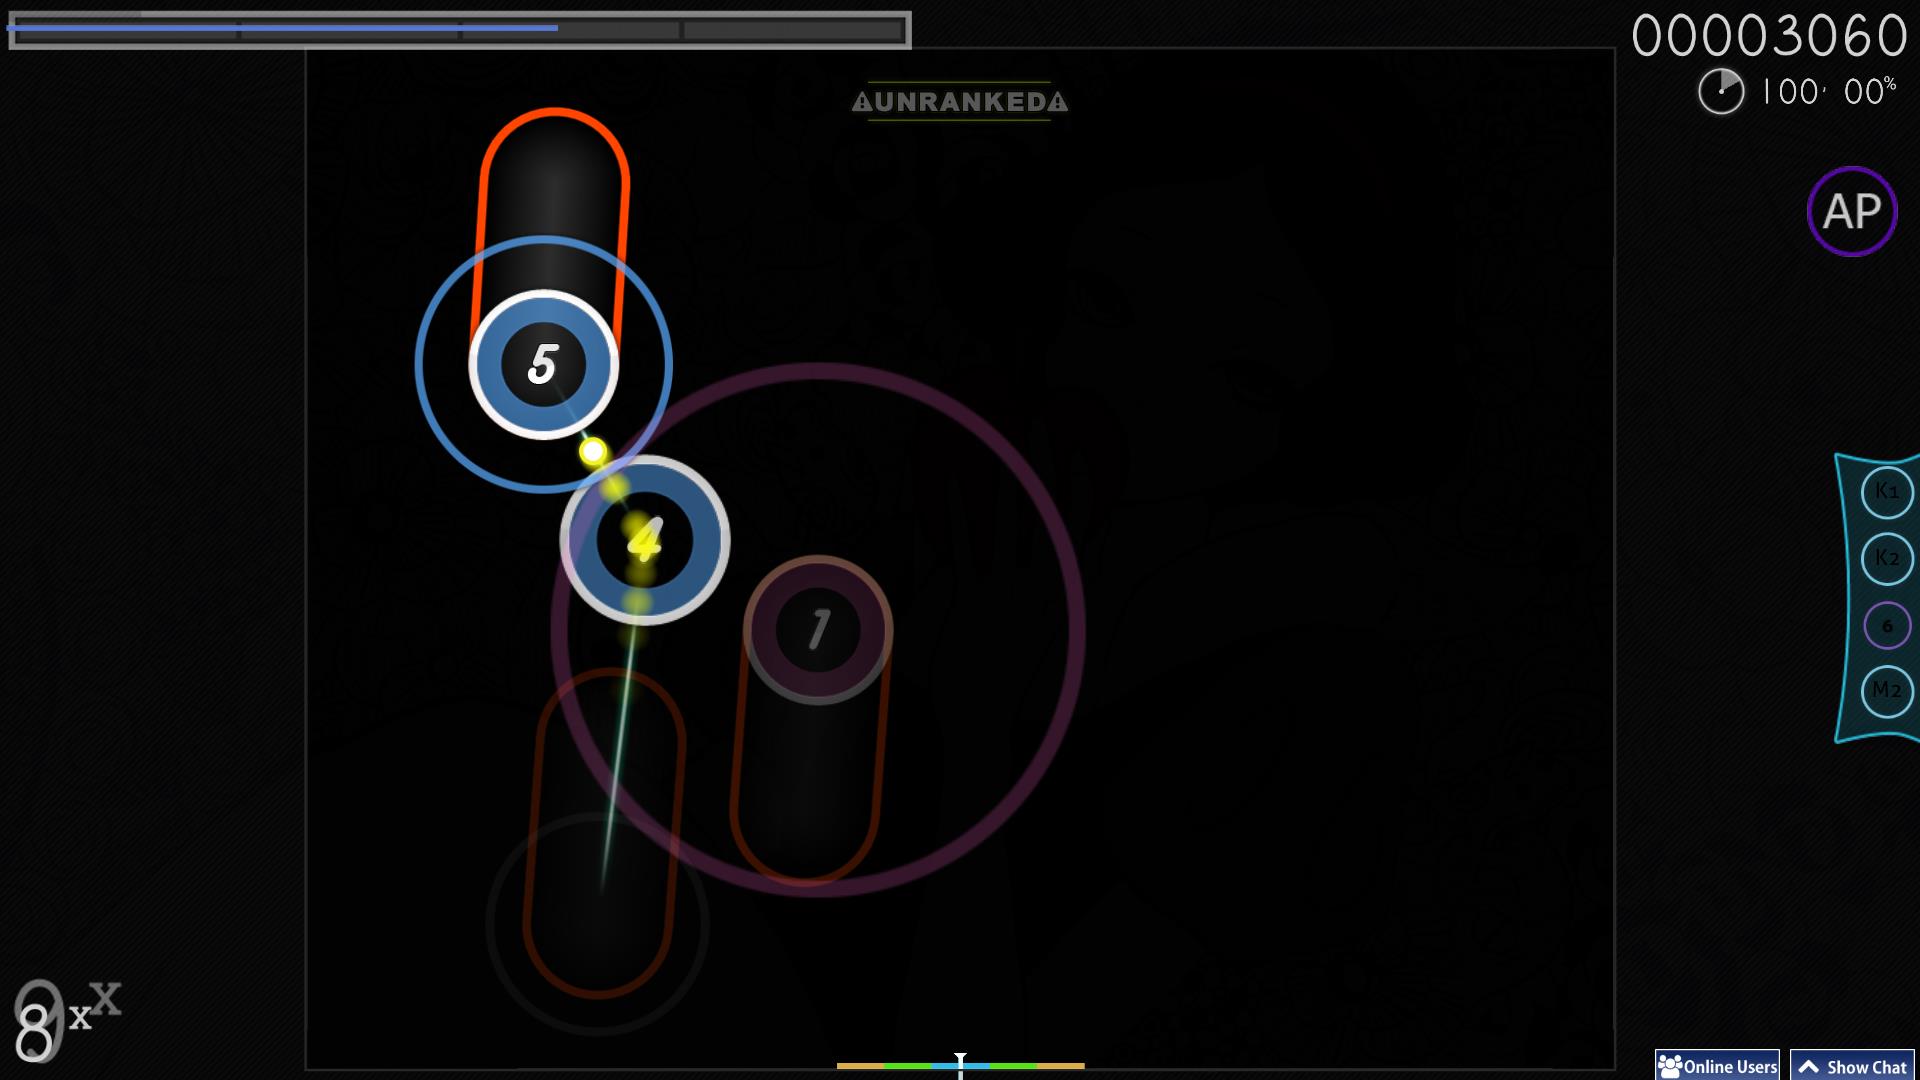 00003060
100.00%
UNRANKED
AP
5
4
1
K1
K2
6
M2
8x
Online Users
Show Chat